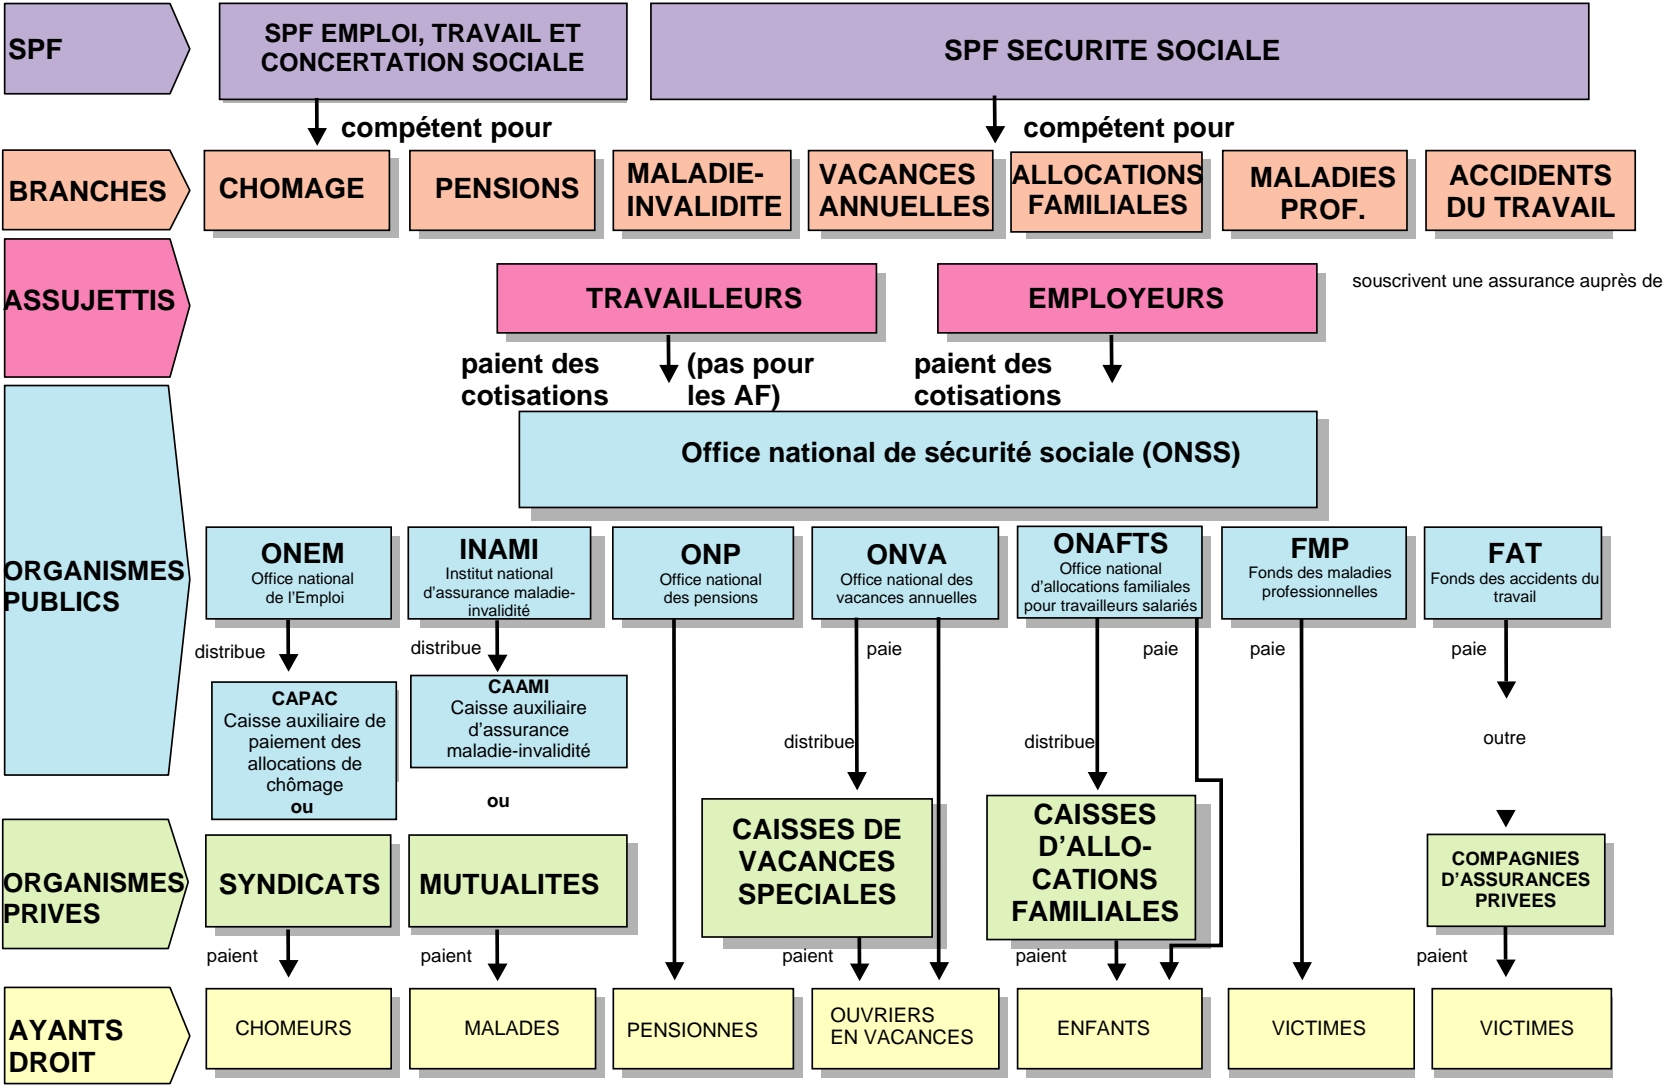 SPF
SPF EMPLOI, TRAVAIL ET
CONCERTATION SOCIALE
SPF SECURITE SOCIALE
compétent pour
compétent pour
BRANCHES
CHOMAGE
PENSIONS
MALADIE-
INVALIDITE
VACANCES
ANNUELLES
ALLOCATIONS
FAMILIALES
MALADIES
PROF.
ACCIDENTS
DU TRAVAIL
ASSUJETTIS
TRAVAILLEURS
EMPLOYEURS
souscrivent une assurance auprès de
paient des
cotisations
(pas pour
les AF)
paient des
cotisations
Office national de sécurité sociale (ONSS)
ORGANISMES
PUBLICS
ONEM
Office national
de l'Emploi
INAMI
Institut national
d'assurance maladie-
invalidité
ONP
Office national
des pensions
ONVA
Office national des
vacances annuelles
ONAFTS
Office national
d'allocations familiales
pour travailleurs salariés
FMP
Fonds des maladies
professionnelles
FAT
Fonds des accidents du
travail
distribue
distribue
paie
paie
paie
paie
CAPAC
Caisse auxiliaire de
paiement des
allocations de
chômage
ou
CAAMI
Caisse auxiliaire
d'assurance
maladie-invalidité
ou
distribue
distribue
outre
ORGANISMES
PRIVES
SYNDICATS
MUTUALITES
CAISSES DE
VACANCES
SPECIALES
CAISSES
D'ALLO-
CATIONS
FAMILIALES
COMPAGNIES
D'ASSURANCES
PRIVEES
paient
paient
paient
paient
paient
AYANTS
DROIT
CHOMEURS
MALADES
PENSIONNES
OUVRIERS
EN VACANCES
ENFANTS
VICTIMES
VICTIMES